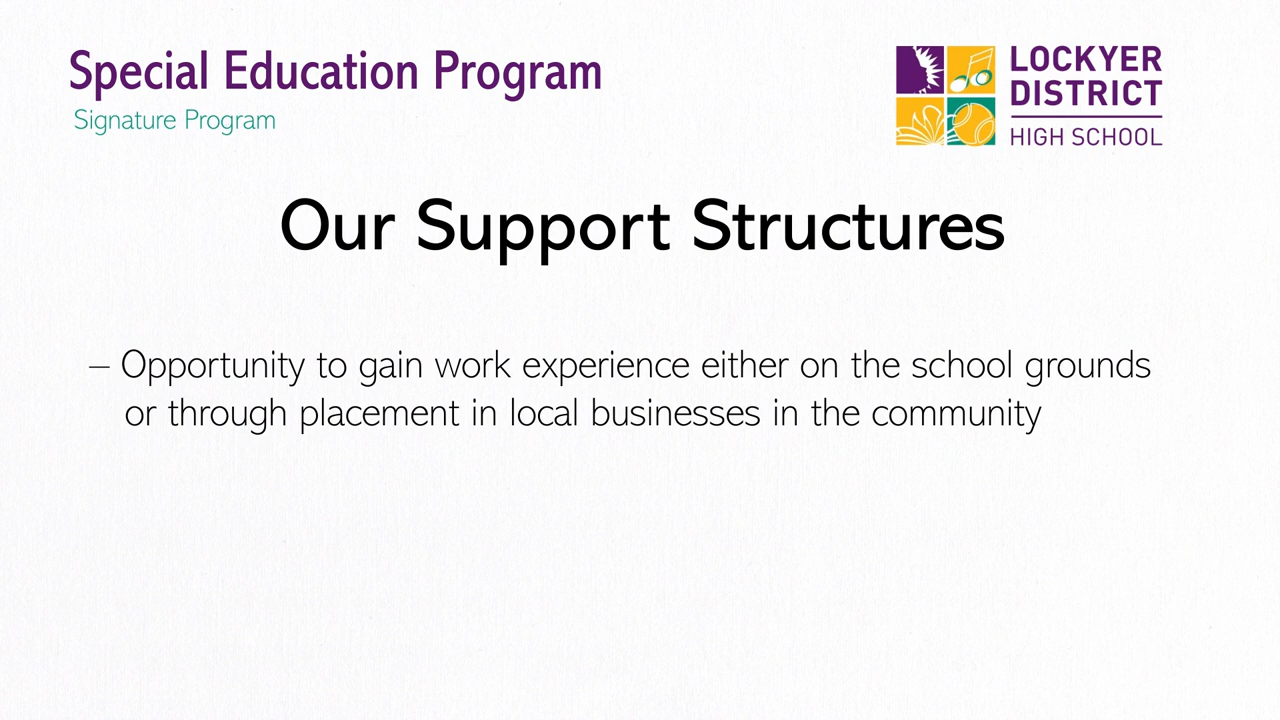 Special Education Program
Signature Program
LOCKYER
DISTRICT
HIGH SCHOOL
Our Support Structures
– Opportunity to gain work experience either on the school grounds
or through placement in local businesses in the community